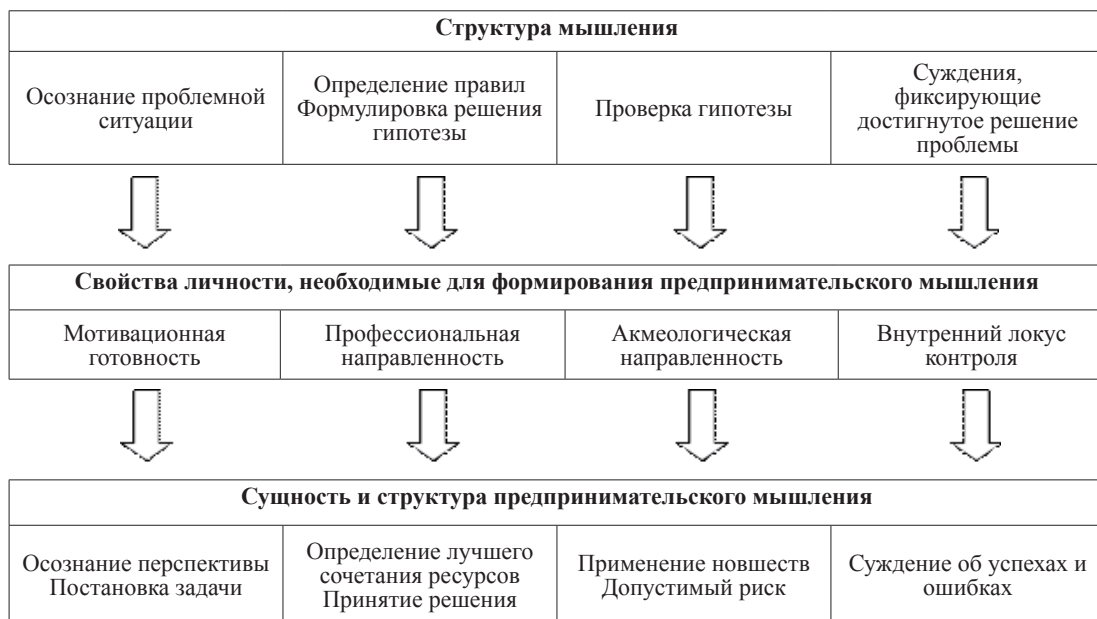 Структура мышления
Осознание проблемной
ситуации
Определение правил
Формулировка решения
гипотезы
Проверка гипотезы
Суждения,
фиксирующие
достигнутое решение
проблемы
Свойства личности, необходимые для формирования предпринимательского мышления
Мотивационная
готовность
Профессиональная
направленность
Акмеологическая
направленность
Внутренний локус
контроля
Сущность и структура предпринимательского мышления
Осознание перспективы
Постановка задачи
Определение лучшего
сочетания ресурсов
Принятие решения
Применение новшеств
Допустимый риск
Суждение об успехах и
ошибках